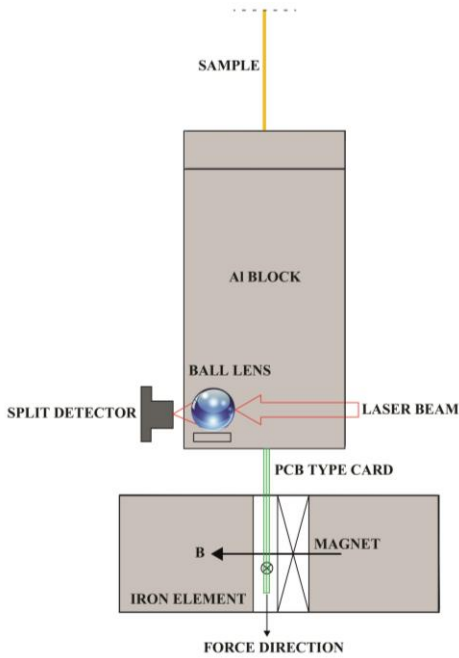 SAMPLE
Al BLOCK
BALL LENS
SPLIT DETECTOR
LASER BEAM
PCB TYPE CARD
B
MAGNET
IRON ELEMENT
FORCE DIRECTION